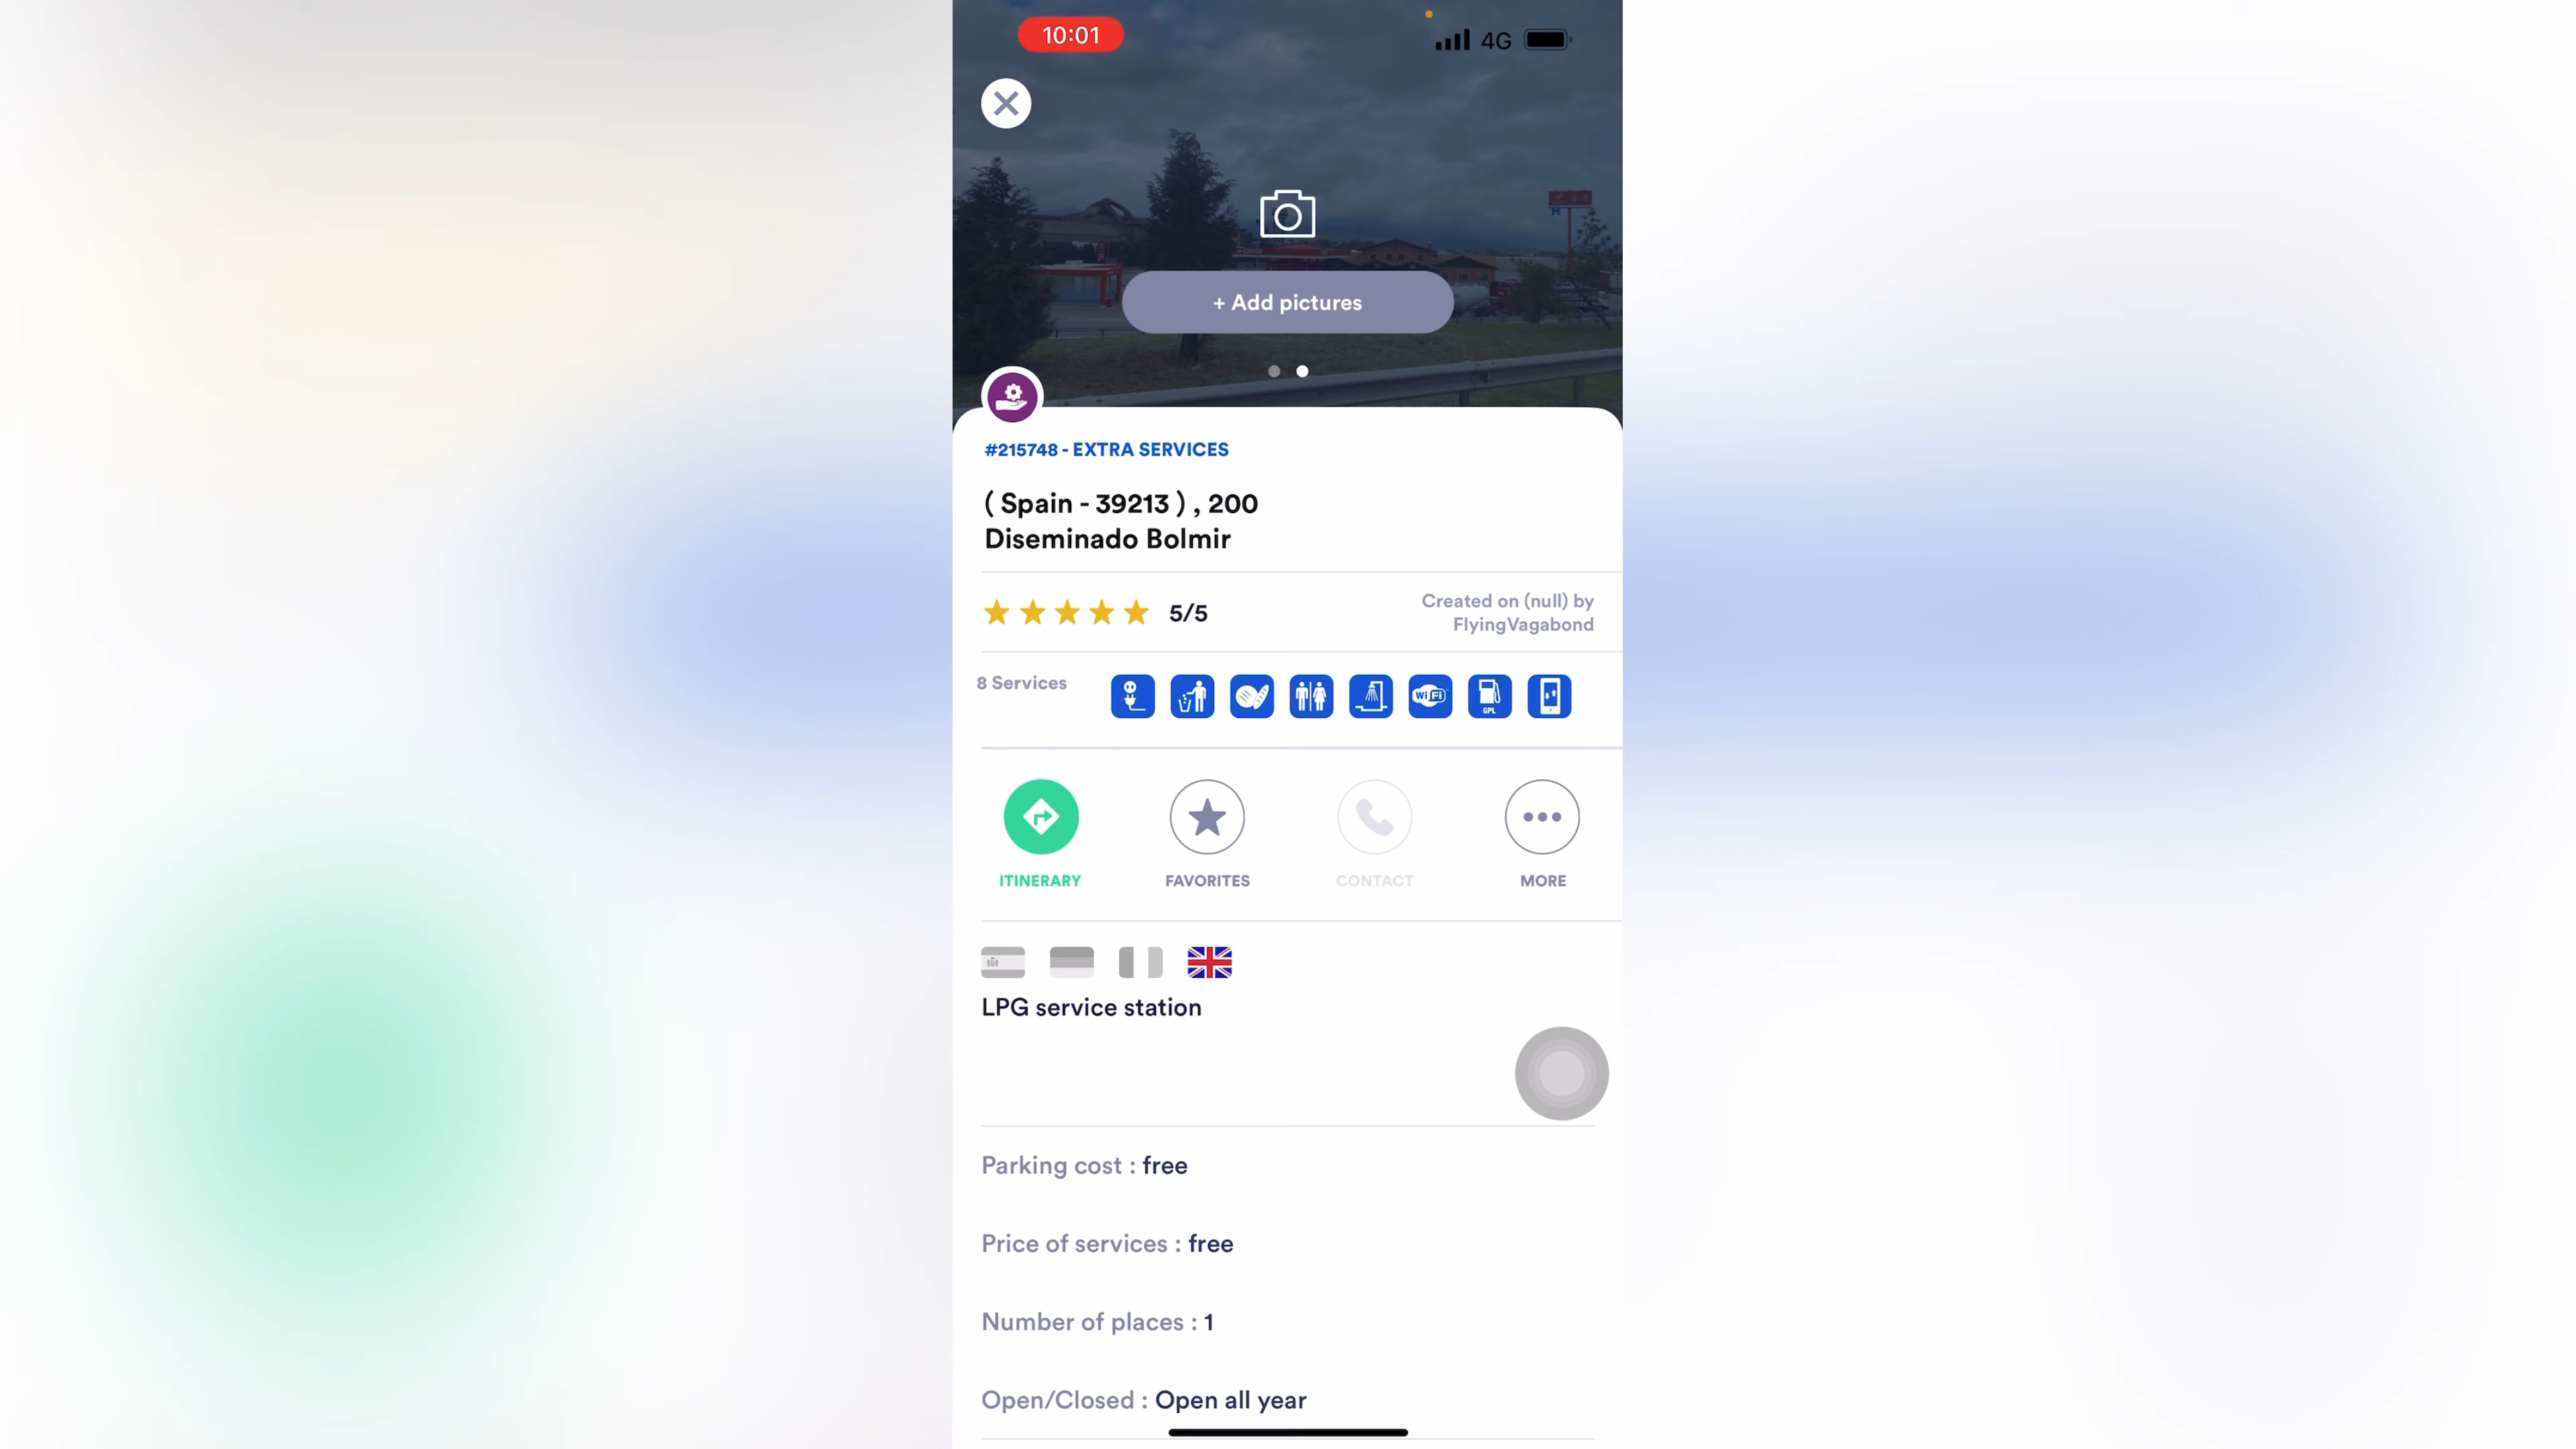 10:01
4G
+ Add pictures
#215748 - EXTRA SERVICES
( Spain - 39213 ) , 200
Diseminado Bolmir
5/5
Created on (null) by
FlyingVagabond
8 Services
WiFi
GPL
ITINERARY
FAVORITES
CONTACT
MORE
LPG service station
Parking cost : free
Price of services : free
Number of places : 1
Open/Closed : Open all year